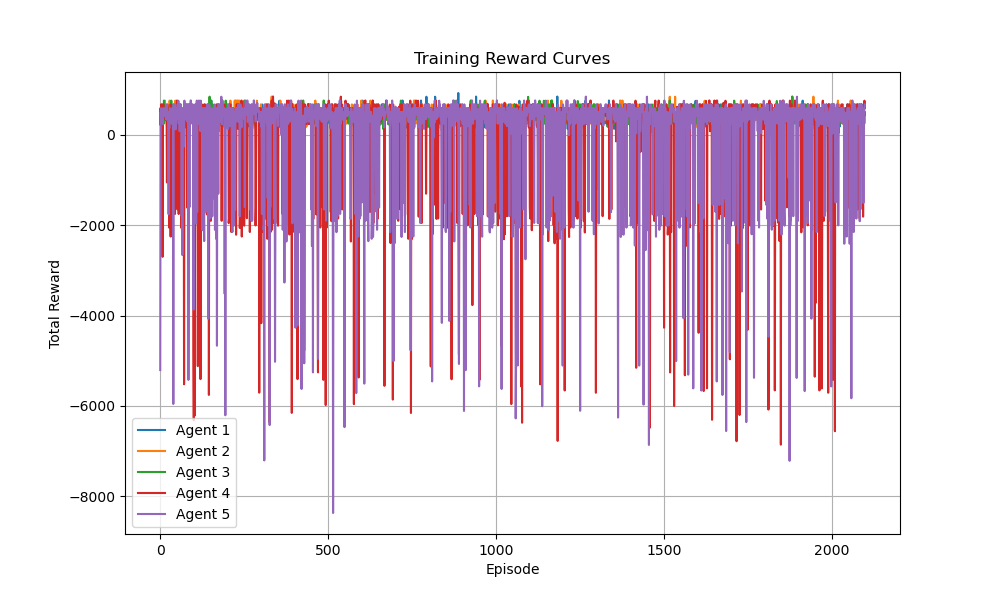 Training Reward Curves
Total Reward
0
−2000
−4000
−6000
−8000
Agent 1
Agent 2
Agent 3
Agent 4
Agent 5
0 500 1000 1500 2000
Episode